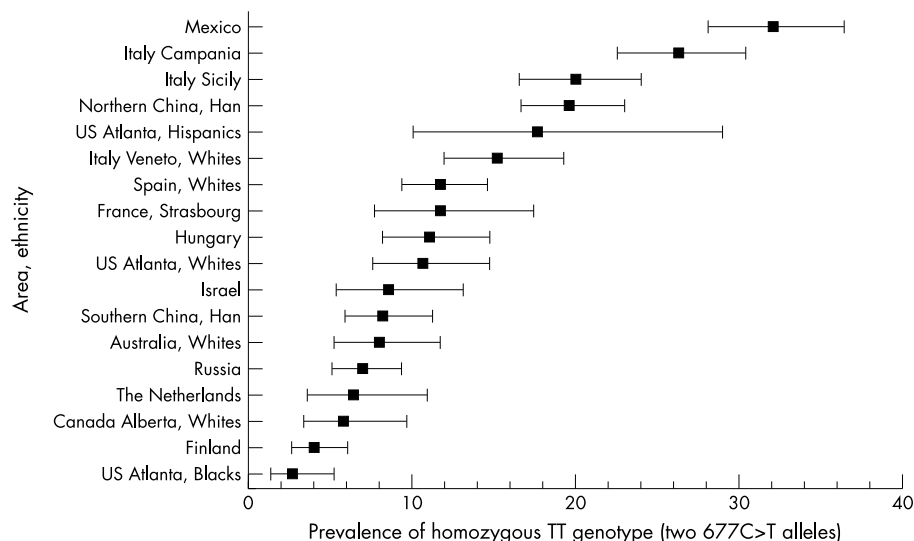 Mexico
Italy Campania
Italy Sicily
Northern China, Han
US Atlanta, Hispanics
Italy Veneto, Whites
Spain, Whites
France, Strasbourg
Hungary
US Atlanta, Whites
Israel
Southern China, Han
Australia, Whites
Russia
The Netherlands
Canada Alberta, Whites
Finland
US Atlanta, Blacks
Area, ethnicity
0 10 20 30 40
Prevalence of homozygous TT genotype (two 677C>T alleles)